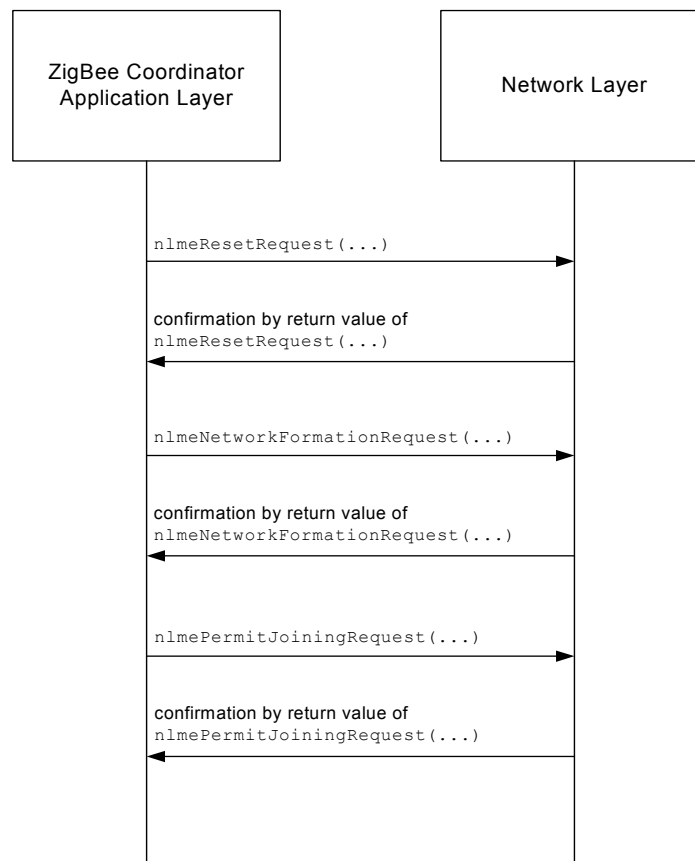 ZigBee Coordinator
Application Layer
Network Layer
nlmeResetRequest(...)
confirmation by return value of
nlmeResetRequest(...)
nlmeNetworkFormationRequest(...)
confirmation by return value of
nlmeNetworkFormationRequest(...)
nlmePermitJoiningRequest(...)
confirmation by return value of
nlmePermitJoiningRequest(...)